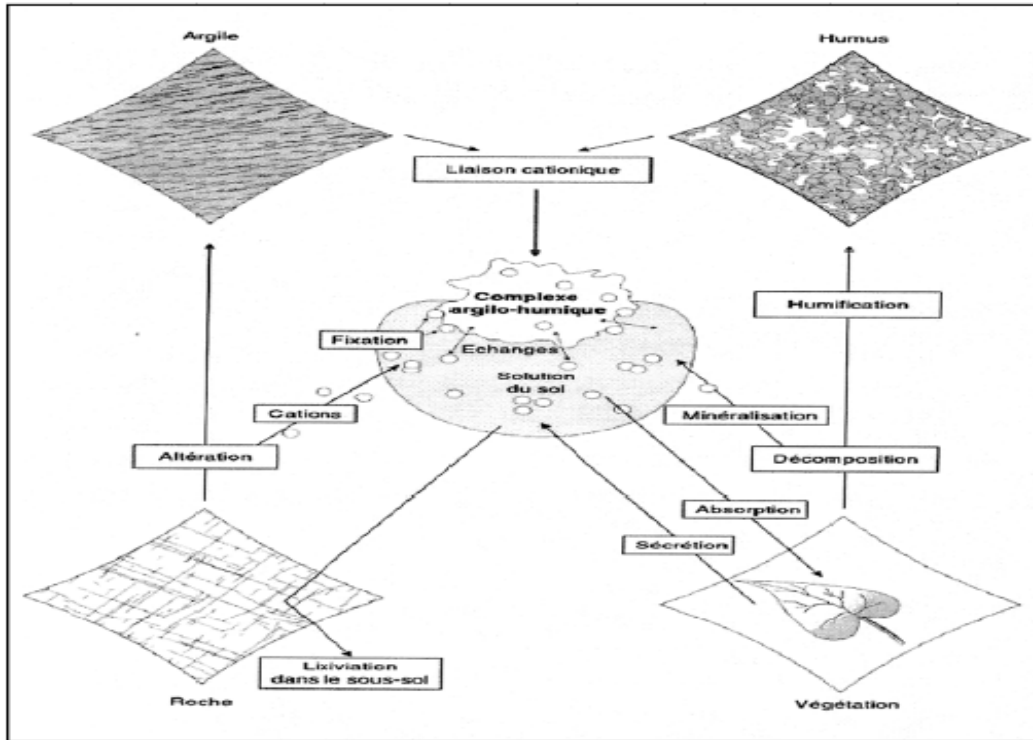 Argile
Humus
Liaison cationique
Complexe
argilo-humique
Humification
Fixation
Echanges
Solution
du sol
Cations
Minéralisation
Altération
Décomposition
Absorption
Sécrétion
Lixiviation
dans le sous-sol
Roche
Végétation